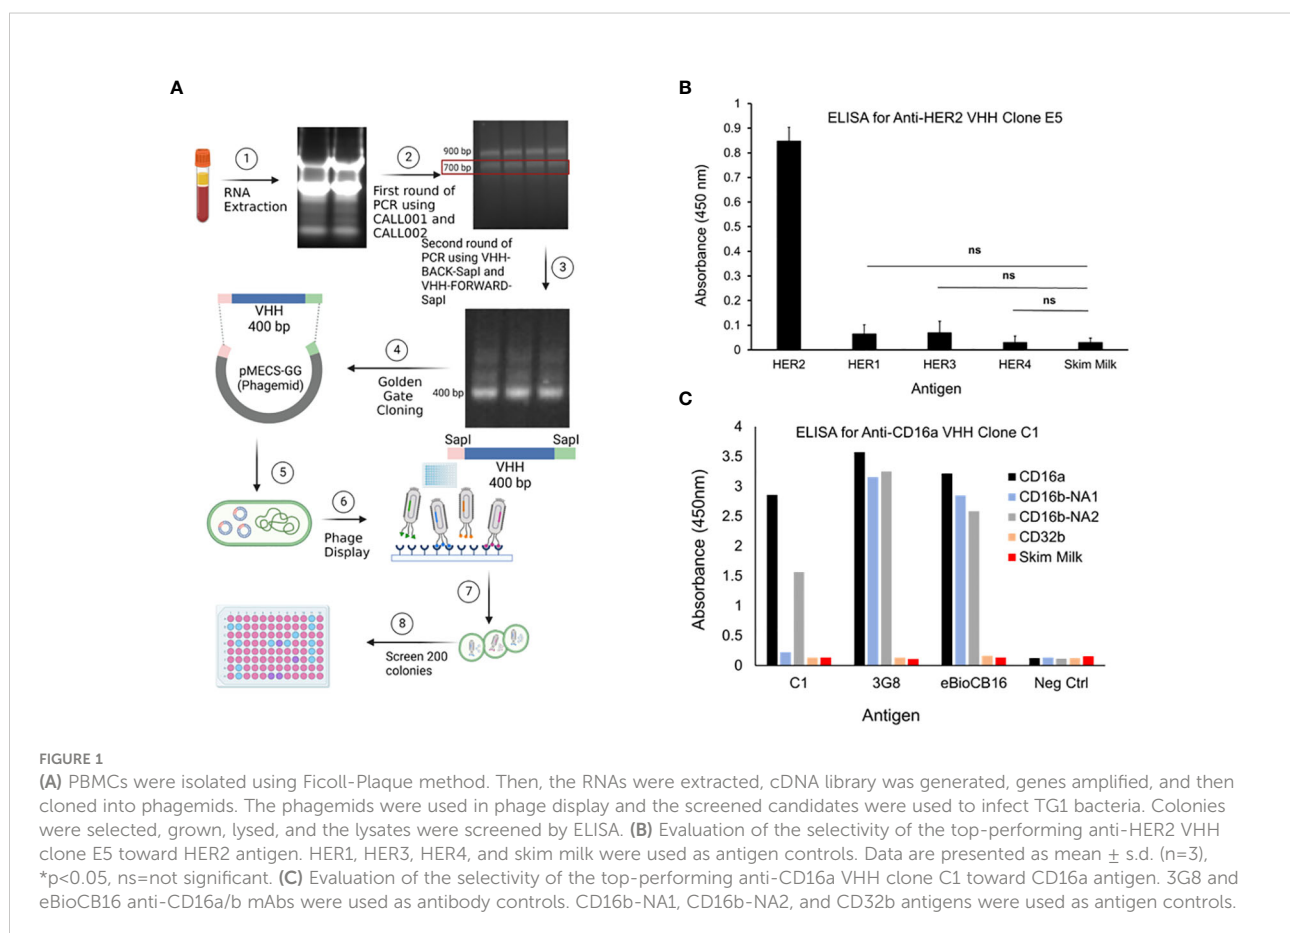 A
1
RNA
Extraction
2
First round of
PCR using
CALL001 and
CALL002
900 bp
700 bp
Second round of
PCR using VHH-
BACK-SapI and
VHH-FORWARD-
SapI
3
VHH
400 bp
pMECS-GG
(Phagemid)
4
Golden
Gate
Cloning
400 bp
SapI
SapI
VHH
400 bp
5
6
Phage
Display
7
8
Screen 200
colonies
B
ELISA for Anti-HER2 VHH Clone E5
Absorbance (450 nm)
1
0.9
0.8
0.7
0.6
0.5
0.4
0.3
0.2
0.1
0
ns
ns
ns
HER2 HER1 HER3 HER4 Skim Milk
Antigen
C
ELISA for Anti-CD16a VHH Clone C1
Absorbance (450nm)
4
3.5
3
2.5
2
1.5
1
0.5
0
CD16a
CD16b-NA1
CD16b-NA2
CD32b
Skim Milk
C1 3G8 eBioCB16 Neg Ctrl
Antigen
FIGURE 1
(A) PBMCs were isolated using Ficoll-Plaque method. Then, the RNAs were extracted, cDNA library was generated, genes amplified, and then
cloned into phagemids. The phagemids were used in phage display and the screened candidates were used to infect TG1 bacteria. Colonies
were selected, grown, lysed, and the lysates were screened by ELISA. (B) Evaluation of the selectivity of the top-performing anti-HER2 VHH
clone E5 toward HER2 antigen. HER1, HER3, HER4, and skim milk were used as antigen controls. Data are presented as mean ± s.d. (n=3),
*p<0.05, ns=not significant. (C) Evaluation of the selectivity of the top-performing anti-CD16a VHH clone C1 toward CD16a antigen. 3G8 and
eBioCB16 anti-CD16a/b mAbs were used as antibody controls. CD16b-NA1, CD16b-NA2, and CD32b antigens were used as antigen controls.